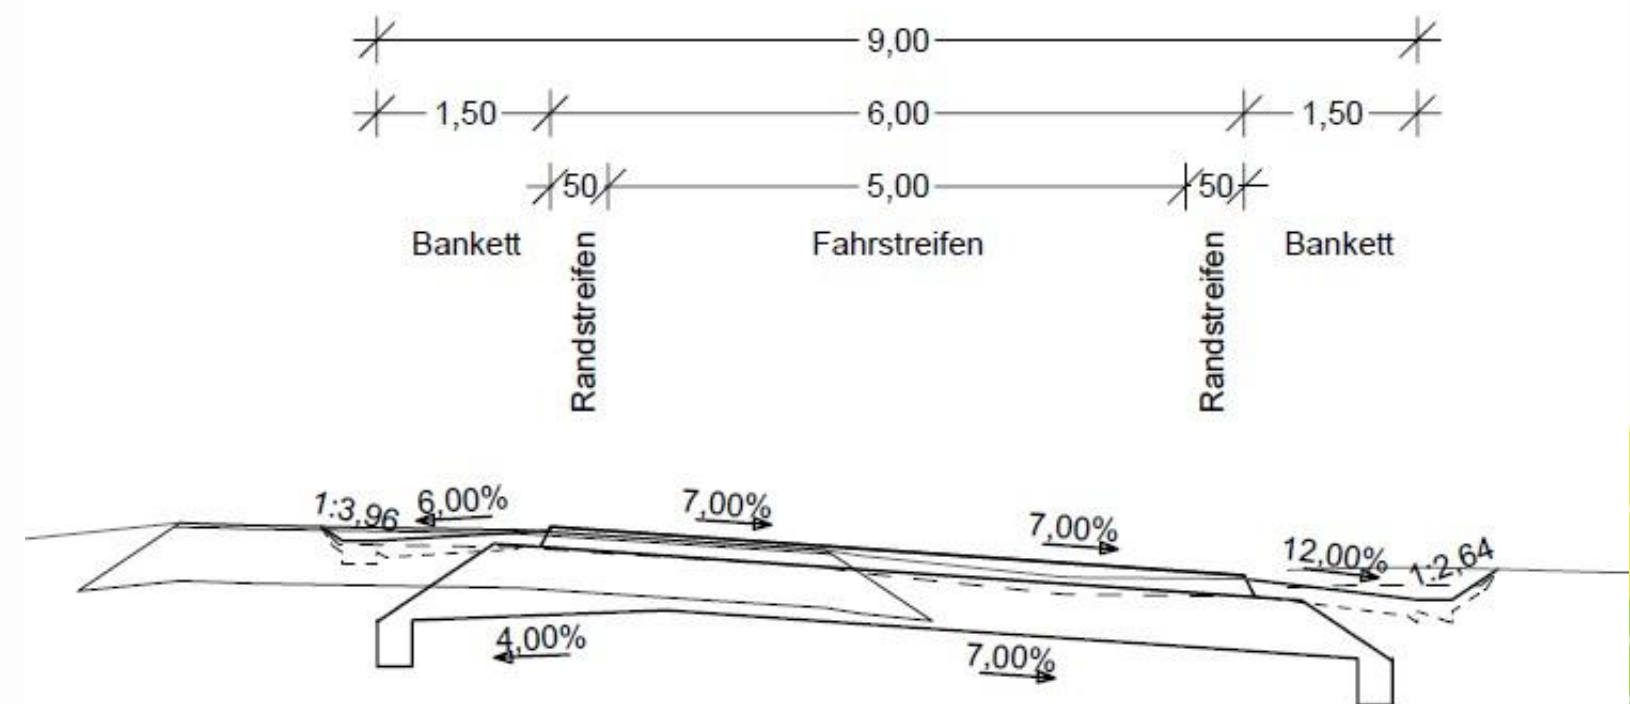 9,00
1,50 6,00 1,50
50 5,00 50
Bankett Randstreifen Fahrstreifen Randstreifen Bankett
1:3,96 6,00% 7,00% 7,00% 12,00% 1:2,64
4,00% 7,00%